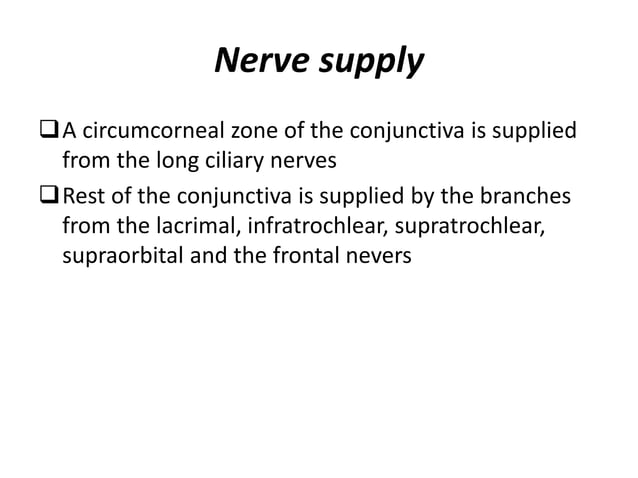 Nerve supply
❑A circumcorneal zone of the conjunctiva is supplied
from the long ciliary nerves
❑Rest of the conjunctiva is supplied by the branches
from the lacrimal, infratrochlear, supratrochlear,
supraorbital and the frontal nevers